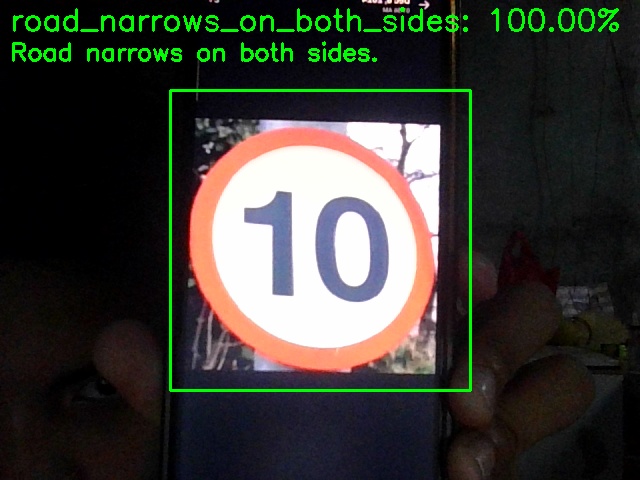 road_narrows_on_both_sides: 100.00%
Road narrows on both sides.
10